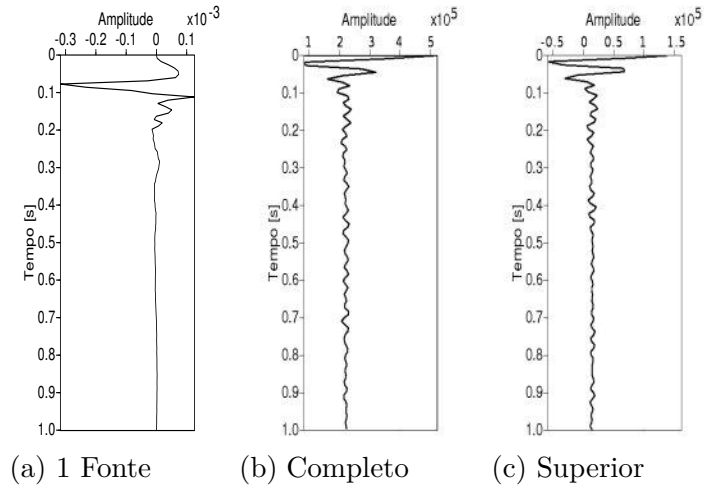 Amplitude x10^-3
-0.3 -0.2 -0.1 0 0.1
0
0.1
0.2
0.3
0.4
0.5
0.6
0.7
0.8
0.9
1.0
Tempo [s]
(a) 1 Fonte
Amplitude x10^5
1 2 3 4 5
0
0.1
0.2
0.3
0.4
0.5
0.6
0.7
0.8
0.9
1.0
Tempo [s]
(b) Completo
Amplitude x10^5
-0.5 0 0.5 1 1.5
0
0.1
0.2
0.3
0.4
0.5
0.6
0.7
0.8
0.9
1.0
Tempo [s]
(c) Superior